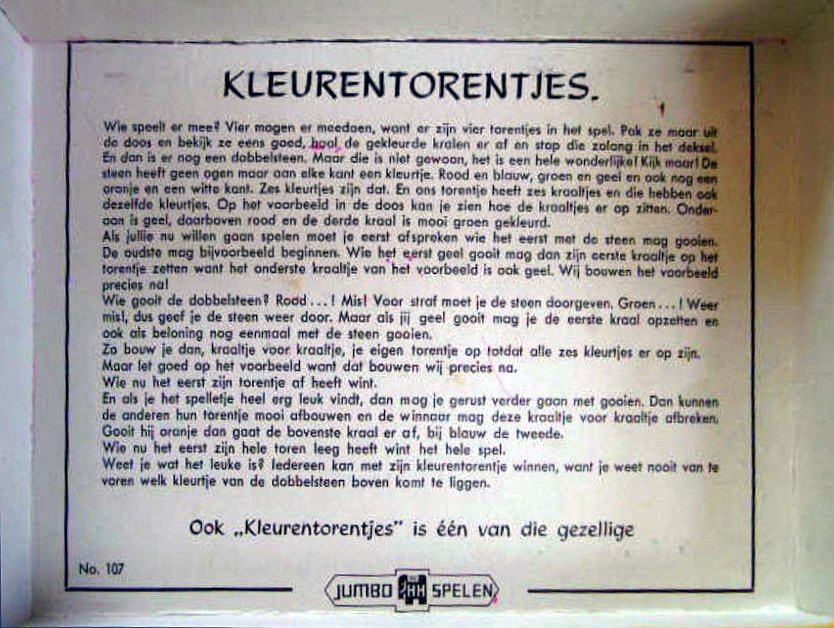 KLEURENTORENTJES.
Wie speelt er mee? Vier mogen er meedoen, want er zijn vier torentjes in het spel. Pak ze maar uit
de doos en bekijk ze eens goed, haal de gekleurde kralen er af en stop die zolang in het deksel.
En dan is er nog een dobbelsteen. Maar die is niet gewoon, het is een hele wonderlijke! Kijk maar! De
steen heeft geen ogen maar aan elke kant een kleurtje. Rood en blauw, groen en geel en ook nog een
oranje en een witte kant. Zes kleurtjes zijn dat. En ons torentje heeft zes kraaltjes en die hebben ook
dezelfde kleurtjes. Op het voorbeeld in de doos kan je zien hoe de kraaltjes er op zitten. Onder-
aan is geel, daarboven rood en de derde kraal is mooi groen gekleurd.
Als jullie nu willen gaan spelen moet je eerst afspreken wie het eerst met de steen mag gooien.
De oudste mag bijvoorbeeld beginnen. Wie het eerst geel gooit mag dan zijn eerste kraaltje op het
torentje zetten want het onderste kraaltje van het voorbeeld is ook geel. Wij bouwen het voorbeeld
precies na!
Wie gooit de dobbelsteen? Rood...! Mis! Voor straf moet je de steen doorgeven. Groen...! Weer
mis!, dus geef je de steen weer door. Maar als jij geel gooit mag je de eerste kraal opzetten en
ook als beloning nog eenmaal met de steen gooien.
Zo bouw je dan, kraaltje voor kraaltje, je eigen torentje op totdat alle zes kleurtjes er op zijn.
Maar let goed op het voorbeeld want dat bouwen wij precies na.
Wie nu het eerst zijn torentje af heeft wint.
En als je het spelletje heel erg leuk vindt, dan mag je gerust verder gaan met gooien. Dan kunnen
de anderen hun torentje mooi afbouwen en de winnaar mag deze kraaltje voor kraaltje afbreken.
Gooit hij oranje dan gaat de bovenste kraal er af, bij blauw de tweede.
Wie nu het eerst zijn hele toren leeg heeft wint het hele spel.
Weet je wat het leuke is? Iedereen kan met zijn kleurentorentje winnen, want je weet nooit van te
voren welk kleurtje van de dobbelsteen boven komt te liggen.
Ook „Kleurentorentjes" is één van die gezellige
No. 107
JUMBO HH SPELEN